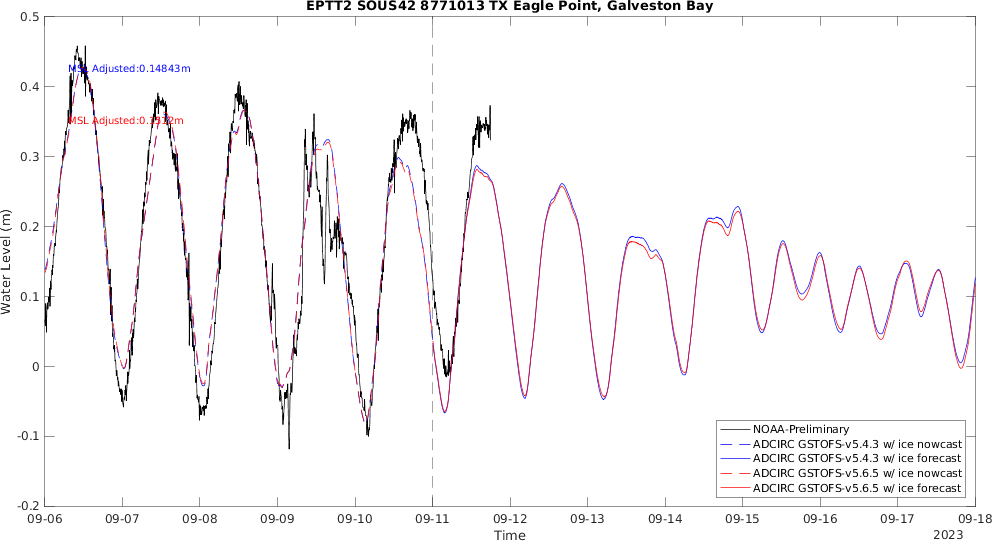 EPTT2 SOUS42 8771013 TX Eagle Point, Galveston Bay
Water Level (m)
0.5
0.4
0.3
0.2
0.1
0
-0.1
-0.2
MSL Adjusted:0.14843m
MSL Adjusted:
NOAA-Preliminary
ADCIRC GSTOFS-v5.4.3 w/ ice nowcast
ADCIRC GSTOFS-v5.4.3 w/ ice forecast
ADCIRC GSTOFS-v5.6.5 w/ ice nowcast
ADCIRC GSTOFS-v5.6.5 w/ ice forecast
09-06 09-07 09-08 09-09 09-10 09-11 09-12 09-13 09-14 09-15 09-16 09-17 09-18
Time
2023